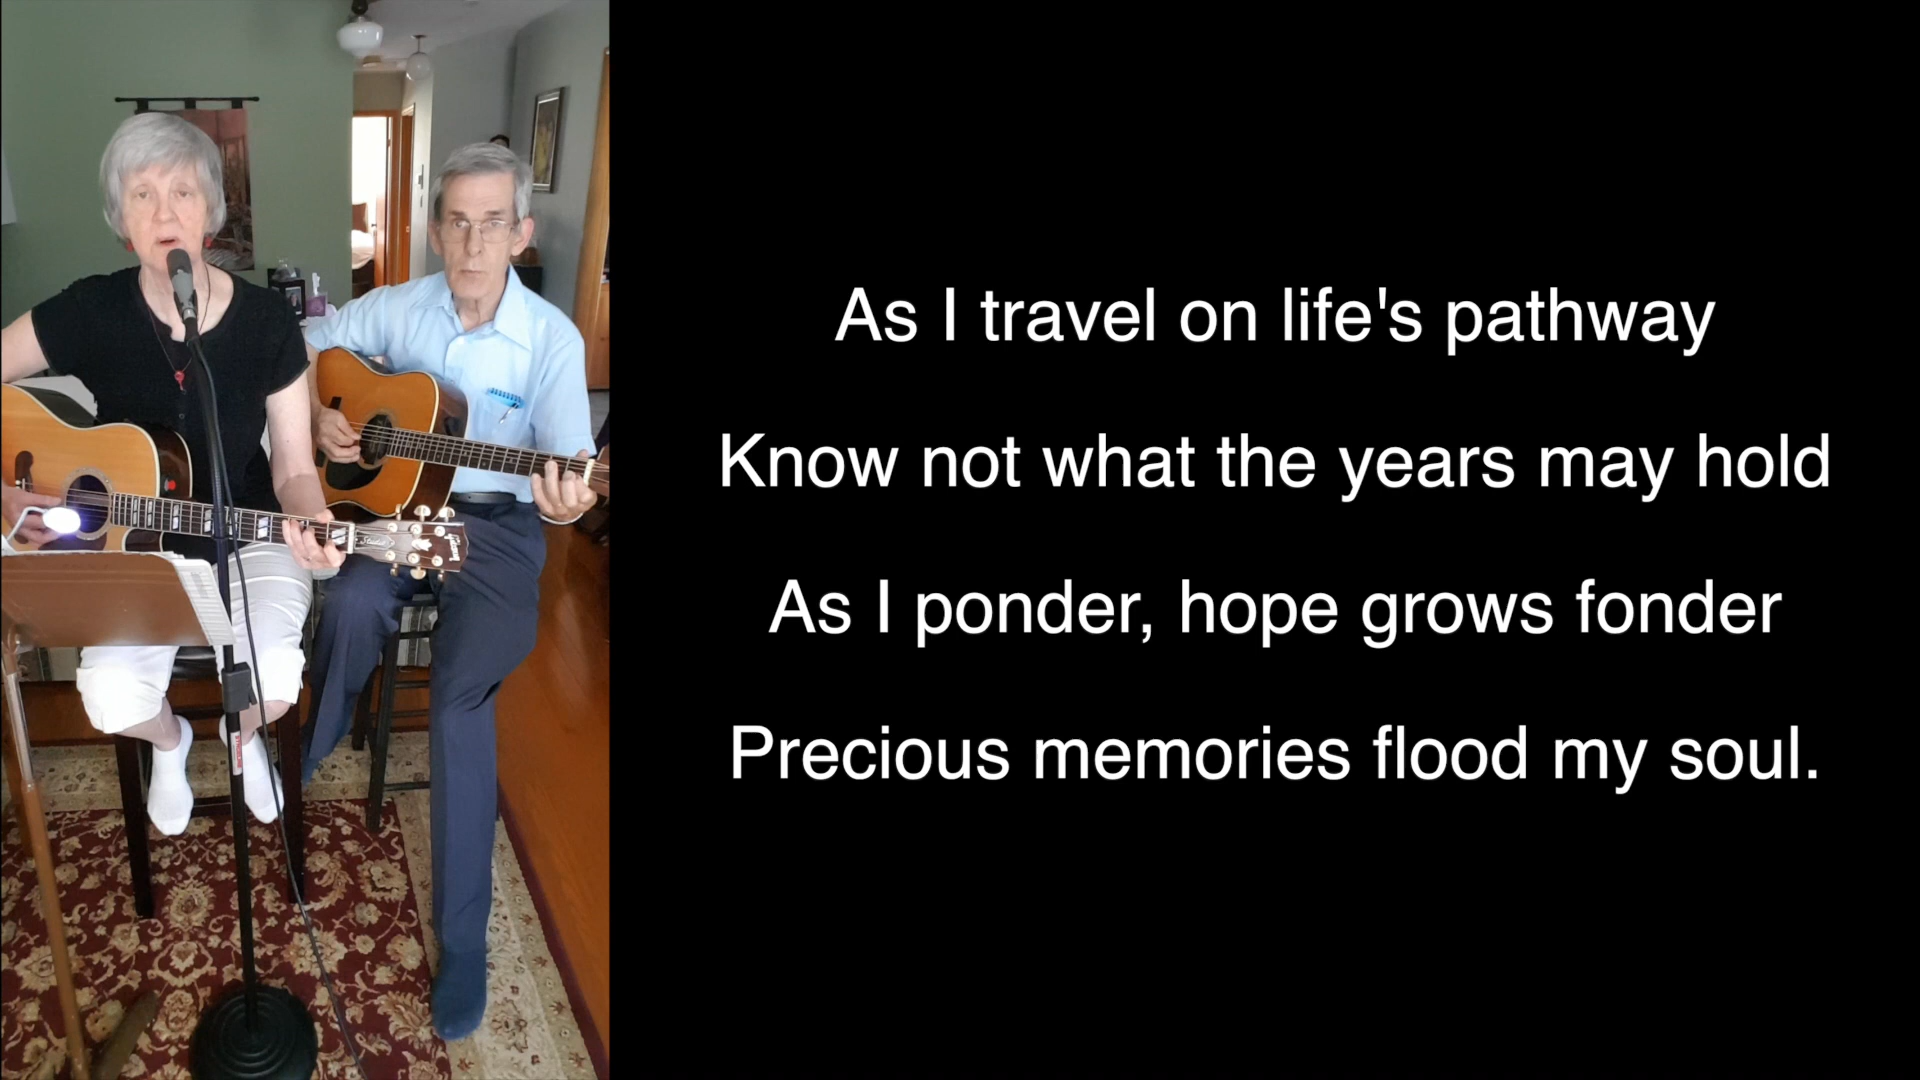 As I travel on life's pathway
Know not what the years may hold
As I ponder, hope grows fonder
Precious memories flood my soul.
Gibson